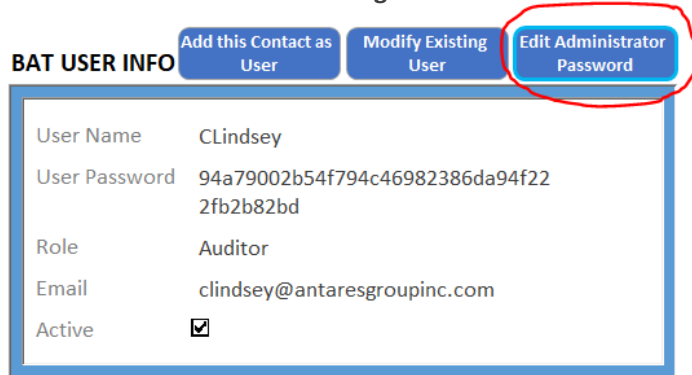 BAT USER INFO
Add this Contact as
User
Modify Existing
User
Edit Administrator
Password
User Name CLindsey
User Password 94a79002b54f794c46982386da94f22
2fb2b82bd
Role Auditor
Email clindsey@antaresgroupinc.com
Active